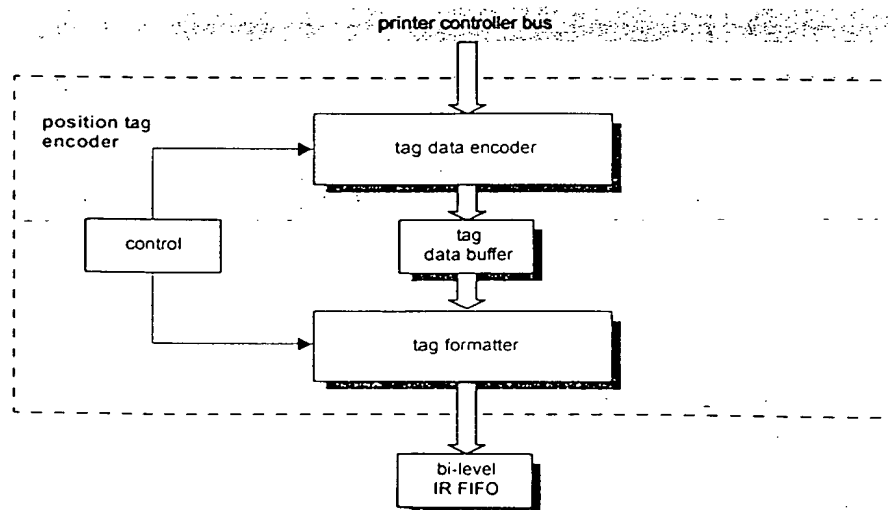 printer controller bus
position tag
encoder
tag data encoder
control
tag
data buffer
tag formatter
bi-level
IR FIFO